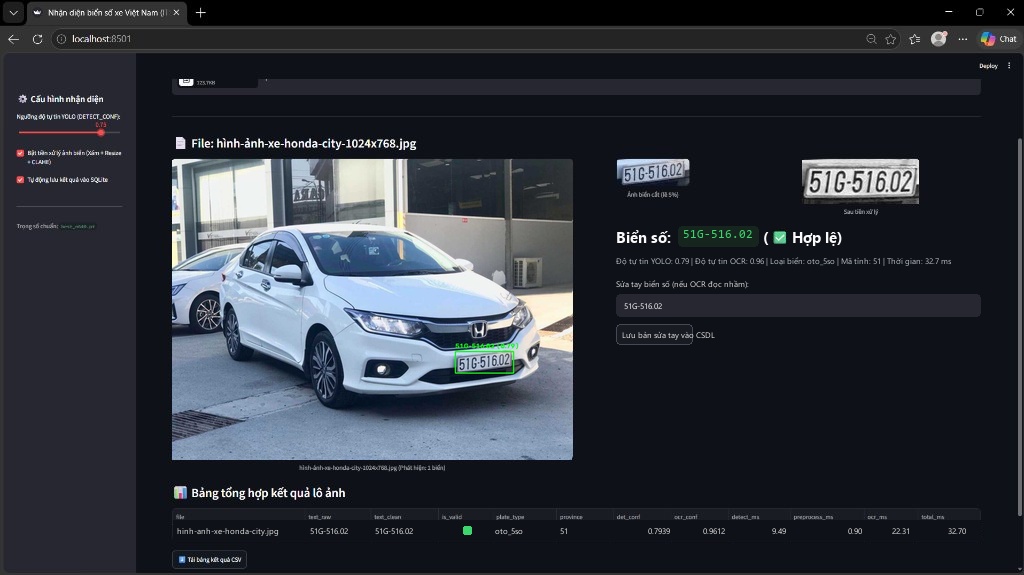 Nhận diện biển số xe Việt Nam (IT
localhost:8501
Chat
Deploy
123.7KB
Cấu hình nhận diện
Ngưỡng độ tự tin YOLO (DETECT_CONF):
0.75
Bật tiền xử lý ảnh biển (Xám + Resize
+ CLAHE)
Tự động lưu kết quả vào SQLite
Trọng số chuẩn:
File: hình-ảnh-xe-honda-city-1024x768.jpg
51G-516.02
51G-516.02
Ảnh biển cắt (lề 5%)
51G-516.02
Sau tiền xử lý
Biển số: 51G-516.02 ( ✅ Hợp lệ)
Độ tự tin YOLO: 0.79 | Độ tự tin OCR: 0.96 | Loại biển: oto_5so | Mã tỉnh: 51 | Thời gian: 32.7 ms
Sửa tay biển số (nếu OCR đọc nhầm):
51G-516.02
Lưu bản sửa tay vào CSDL
hình-ảnh-xe-honda-city-1024x768.jpg (Phát hiện: 1 biển)
Bảng tổng hợp kết quả lô ảnh
file text_raw text_clean is_valid plate_type province det_conf ocr_conf detect_ms preprocess_ms ocr_ms total_ms
hinh-anh-xe-honda-city.jpg 51G-516.02 51G-516.02 oto_5so 51 0.7939 0.9612 9.49 0.90 22.31 32.70
Tải bảng kết quả CSV